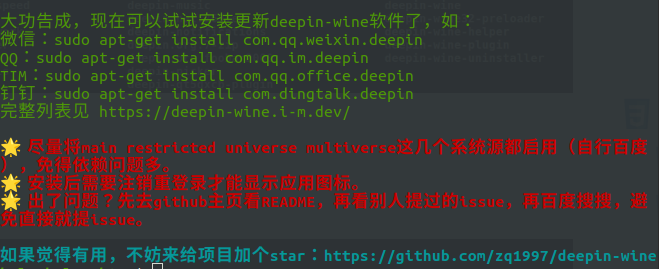 大功告成，现在可以试试安装更新deepin-wine软件了，如：
微信：sudo apt-get install com.qq.weixin.deepin
QQ：sudo apt-get install com.qq.im.deepin
TIM：sudo apt-get install com.qq.office.deepin
钉钉：sudo apt-get install com.dingtalk.deepin
完整列表见 https://deepin-wine.i-m.dev/
🌟 尽量将main restricted universe multiverse这几个系统源都启用（自行百度
），免得依赖问题多。
🌟 安装后需要注销重登录才能显示应用图标。
🌟 出了问题？先去github主页看README，再看别人提过的issue，再百度搜搜，避
免直接就提issue。
如果觉得有用，不妨来给项目加个star：https://github.com/zq1997/deepin-wine